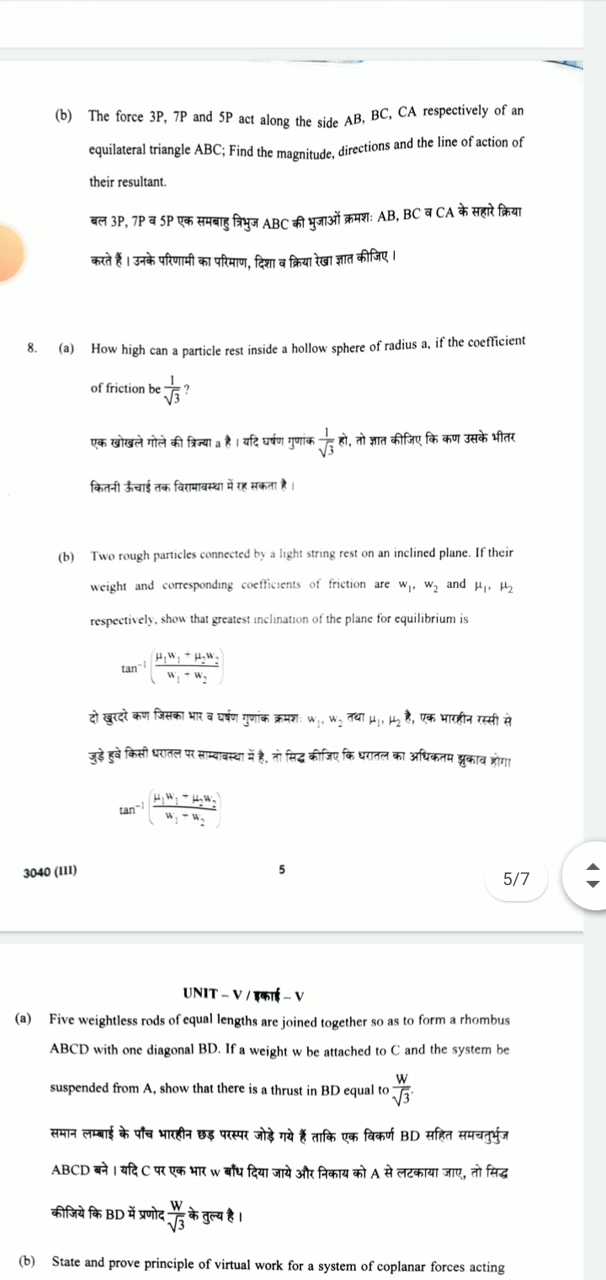 (b) The force 3P, 7P and 5P act along the side AB, BC, CA respectively of an
equilateral triangle ABC; Find the magnitude, directions and the line of action of
their resultant.
बल 3P, 7P व 5P एक समबाहु त्रिभुज ABC की भुजाओं क्रमशः AB, BC व CA के सहारे क्रिया
करते हैं । उनके परिणामी का परिमाण, दिशा व क्रिया रेखा ज्ञात कीजिए ।
8. (a) How high can a particle rest inside a hollow sphere of radius a, if the coefficient
of friction be 1/√3 ?
एक खोखले गोले की त्रिज्या a है । यदि घर्षण गुणांक 1/√3 हो, तो ज्ञात कीजिए कि कण उसके भीतर
कितनी ऊँचाई तक विरामावस्था में रह सकता है ।
(b) Two rough particles connected by a light string rest on an inclined plane. If their
weight and corresponding coefficients of friction are w₁, w₂ and μ₁, μ₂
respectively, show that greatest inclination of the plane for equilibrium is
tan⁻¹ ((μ₁w₁ + μ₂w₂)/(w₁ + w₂))
दो खुरदरे कण जिसका भार व घर्षण गुणांक क्रमशः w₁, w₂ तथा μ₁, μ₂ है, एक भारहीन रस्सी से
जुड़े हुवे किसी धरातल पर साम्यावस्था में है, तो सिद्ध कीजिए कि धरातल का अधिकतम झुकाव होगा
tan⁻¹ ((μ₁w₁ + μ₂w₂)/(w₁ + w₂))
3040 (III) 5
5/7
UNIT – V / इकाई – V
(a) Five weightless rods of equal lengths are joined together so as to form a rhombus
ABCD with one diagonal BD. If a weight w be attached to C and the system be
suspended from A, show that there is a thrust in BD equal to W/√3.
समान लम्बाई के पाँच भारहीन छड़ परस्पर जोड़े गये हैं ताकि एक विकर्ण BD सहित समचतुर्भुज
ABCD बने । यदि C पर एक भार w बाँध दिया जाये और निकाय को A से लटकाया जाए, तो सिद्ध
कीजिये कि BD में प्रणोद W/√3 के तुल्य है ।
(b) State and prove principle of virtual work for a system of coplanar forces acting